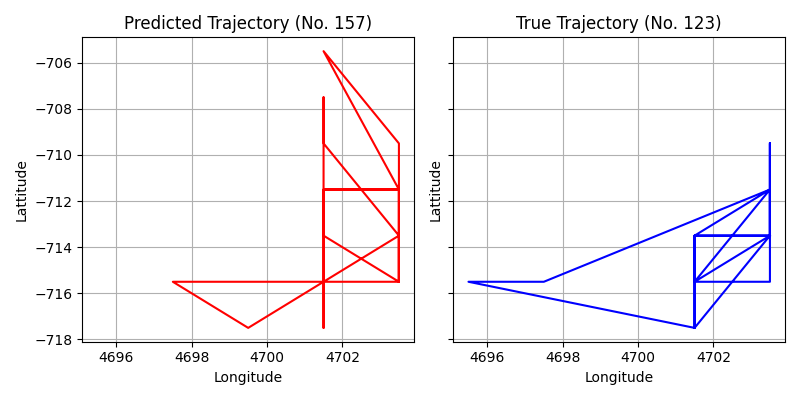 Predicted Trajectory (No. 157)
Lattitude
−706
−708
−710
−712
−714
−716
−718
4696
4698
4700
4702
Longitude
True Trajectory (No. 123)
Lattitude
4696
4698
4700
4702
Longitude